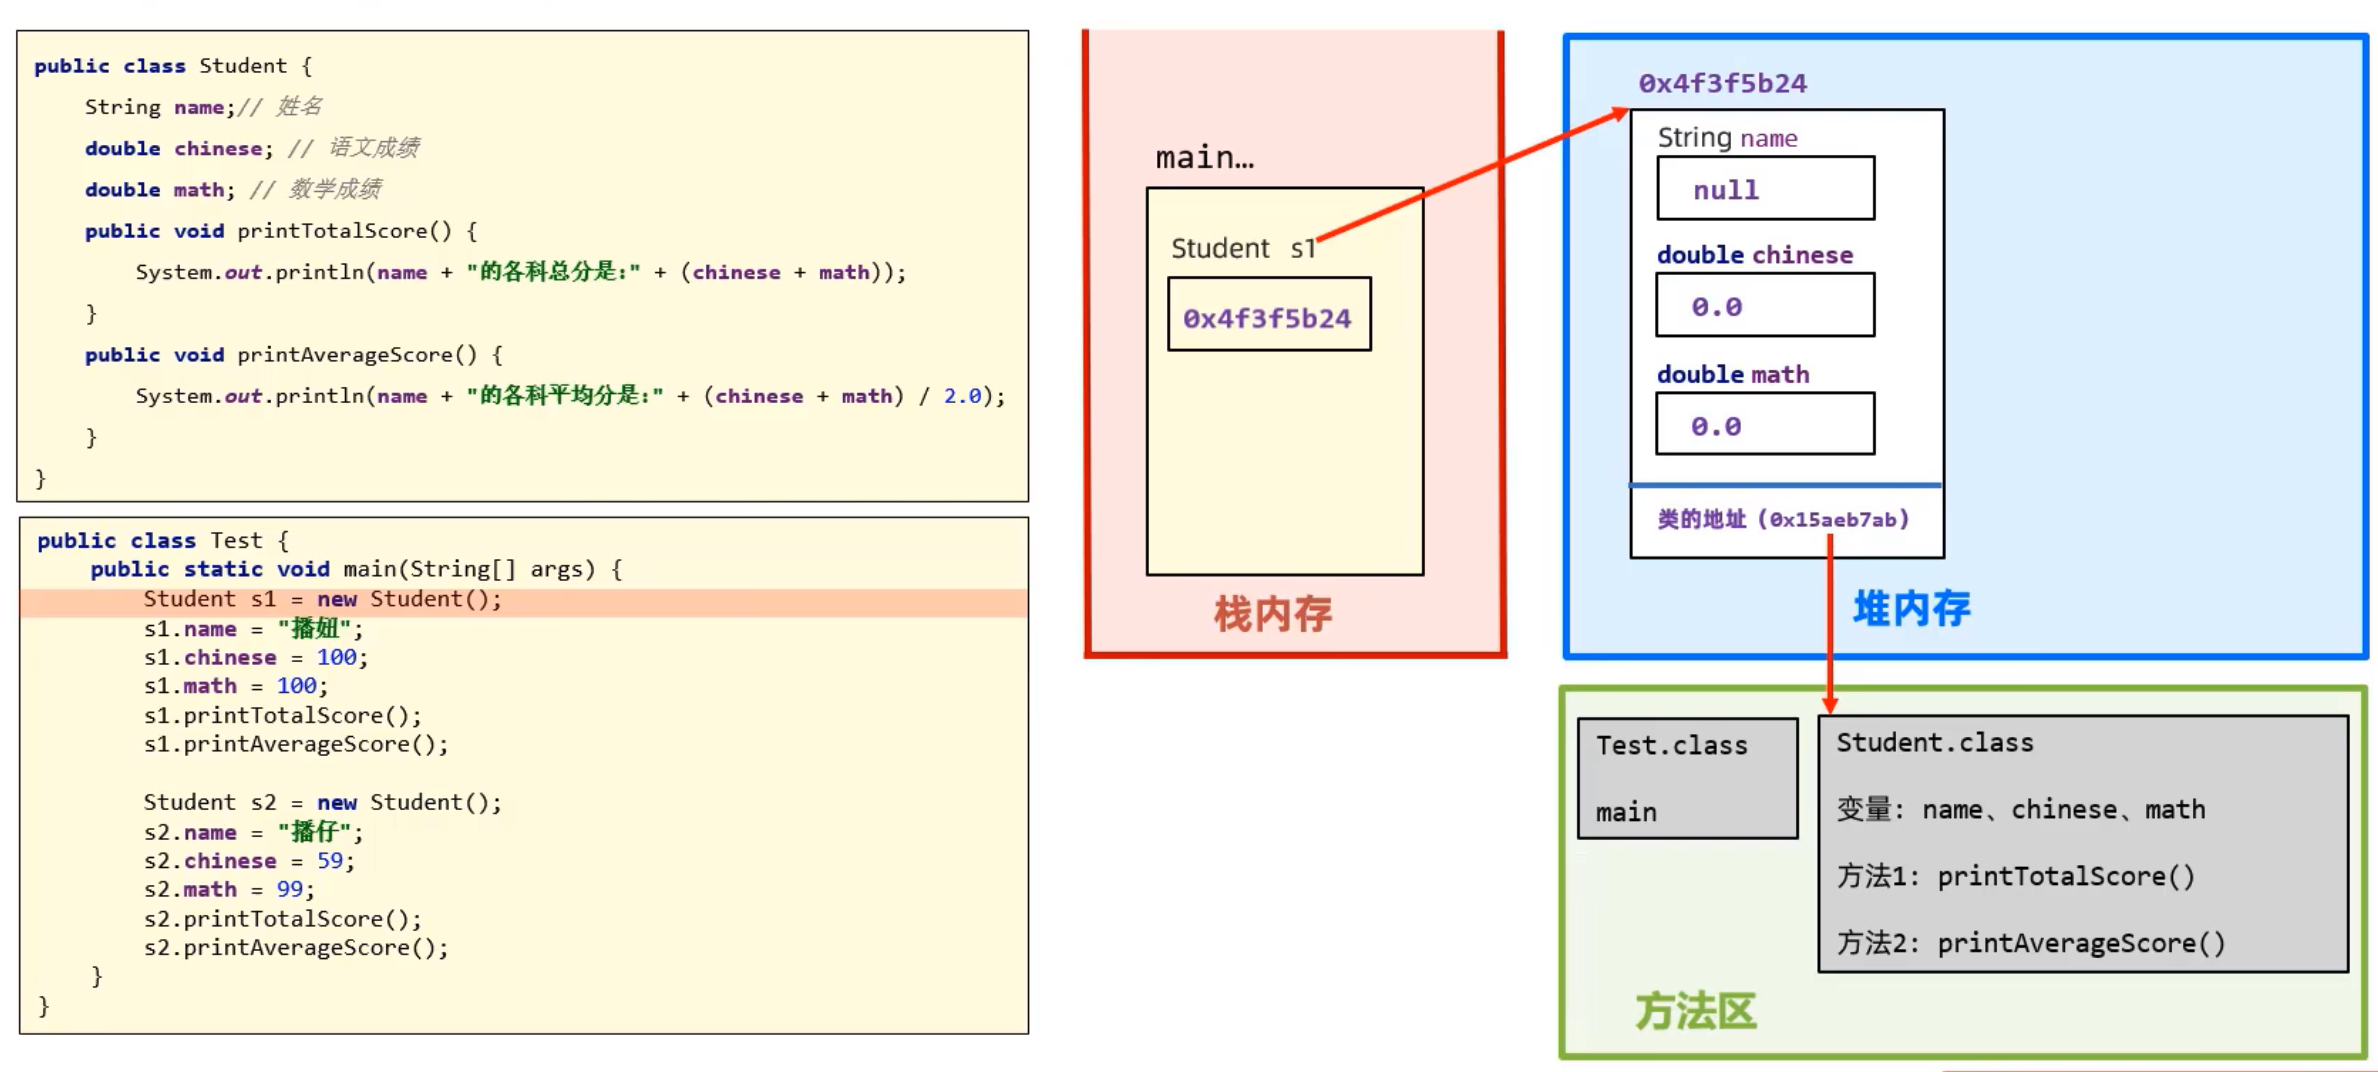 public class Student {
String name;// 姓名
double chinese; // 语文成绩
double math; // 数学成绩
public void printTotalScore() {
System.out.println(name + "的各科总分是:" + (chinese + math));
}
public void printAverageScore() {
System.out.println(name + "的各科平均分是:" + (chinese + math) / 2.0);
}
}
public class Test {
public static void main(String[] args) {
Student s1 = new Student();
s1.name = "播妞";
s1.chinese = 100;
s1.math = 100;
s1.printTotalScore();
s1.printAverageScore();
Student s2 = new Student();
s2.name = "播仔";
s2.chinese = 59;
s2.math = 99;
s2.printTotalScore();
s2.printAverageScore();
}
}
main…
Student s1
0x4f3f5b24
栈内存
0x4f3f5b24
String name
null
double chinese
0.0
double math
0.0
类的地址（0x15aeb7ab）
堆内存
Test.class
main
Student.class
变量: name、chinese、math
方法1: printTotalScore()
方法2: printAverageScore()
方法区